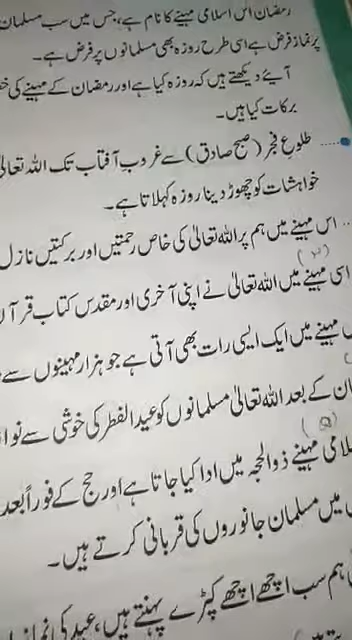 رمضان اس اسلامی مہینے کا نام ہے، جس میں سب مسلمان
پر نماز فرض ہے اسی طرح روزہ بھی مسلمانوں پر فرض ہے۔
آیئے دیکھتے ہیں کہ روزہ کیا ہے اور رمضان کے مہینے کی
برکات کیا ہیں۔
طلوعِ فجر (صبح صادق) سے غروبِ آفتاب تک اللہ تعالیٰ
خواہشات کو چھوڑ دینا روزہ کہلاتا ہے۔
اس مہینے میں ہم پر اللہ تعالیٰ کی خاص رحمتیں اور برکتیں نازل
(۴)
اسی مہینے میں اللہ تعالیٰ نے اپنی آخری اور مقدس کتاب قرآن
مہینے میں ایک ایسی رات بھی آتی ہے جو ہزار مہینوں سے
کے بعد اللہ تعالیٰ مسلمانوں کو عید الفطر کی خوشی سے
(۵)
مہینے ذوالحجہ میں ادا کیا جاتا ہے اور حج کے فوراً بعد
میں مسلمان جانوروں کی قربانی کرتے ہیں۔
ہم سب اچھے اچھے کپڑے پہنتے ہیں، عید کی